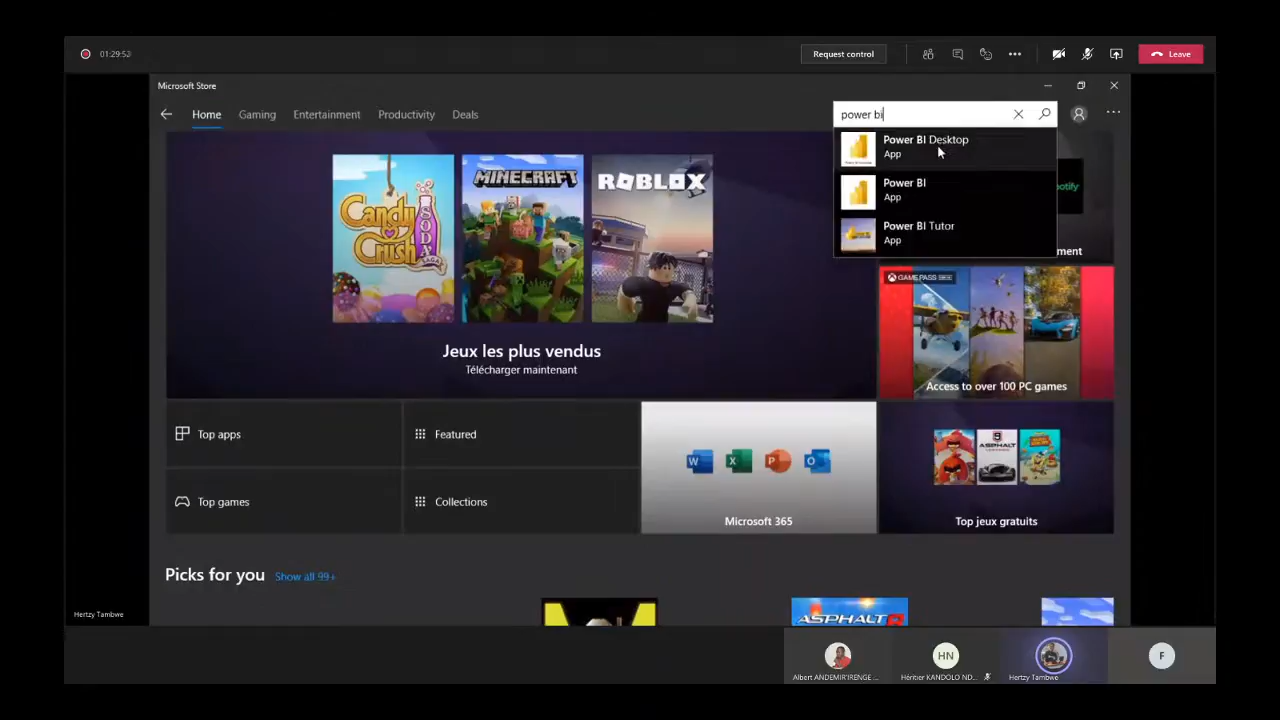 01:29:53
Request control
Leave
Microsoft Store
Home
Gaming
Entertainment
Productivity
Deals
power bi
Power BI Desktop
App
Power BI
App
Power BI Tutor
App
Candy
Crush
SODA
SAGA
MINECRAFT
ROBLOX
Jeux les plus vendus
Télécharger maintenant
GAME PASS
Access to over 100 PC games
Top apps
Featured
Top games
Collections
Microsoft 365
Top jeux gratuits
Picks for you
Show all 99+
ASPHALT 8
Hertzy Tambwe
HN
F
Albert ANDEMIR'IRENGE ...
Héritier KANDOLO ND...
Hertzy Tambwe